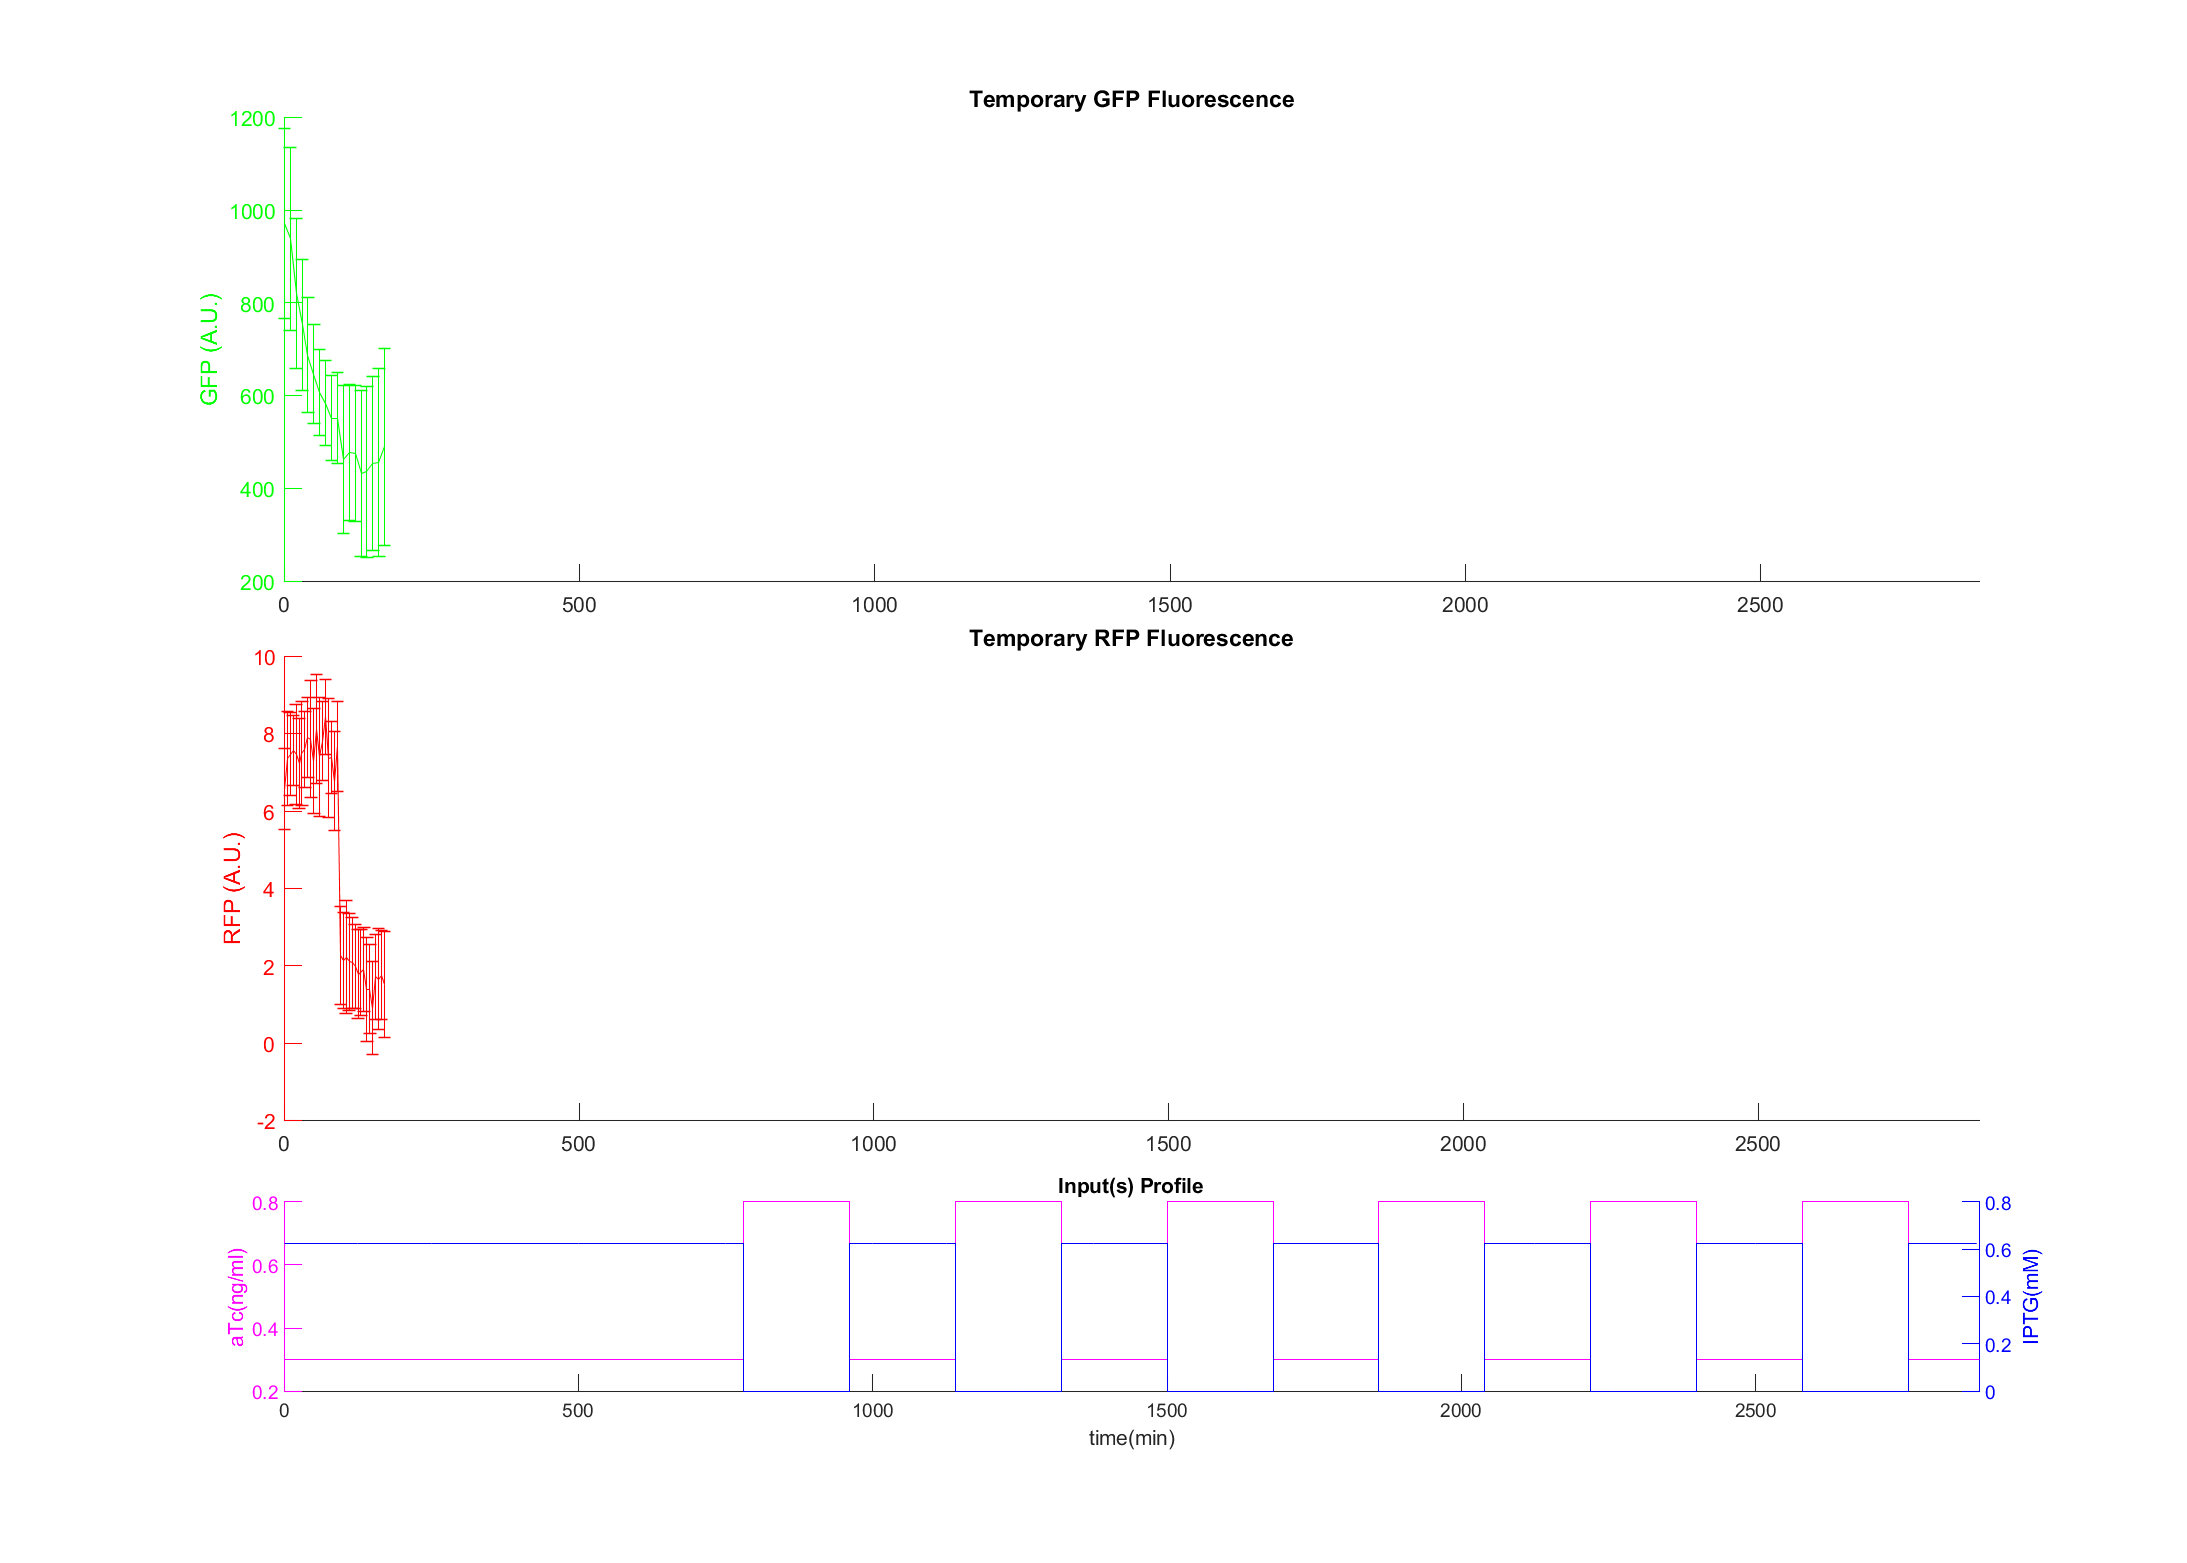 Temporary GFP Fluorescence
1200
1000
800
600
400
200
GFP (A.U.)
0 500 1000 1500 2000 2500
Temporary RFP Fluorescence
10
8
6
4
2
0
-2
RFP (A.U.)
0 500 1000 1500 2000 2500
Input(s) Profile
0.8
0.6
0.4
0.2
aTc(ng/ml)
0.8
0.6
0.4
0.2
0
IPTG(mM)
0 500 1000 1500 2000 2500
time(min)